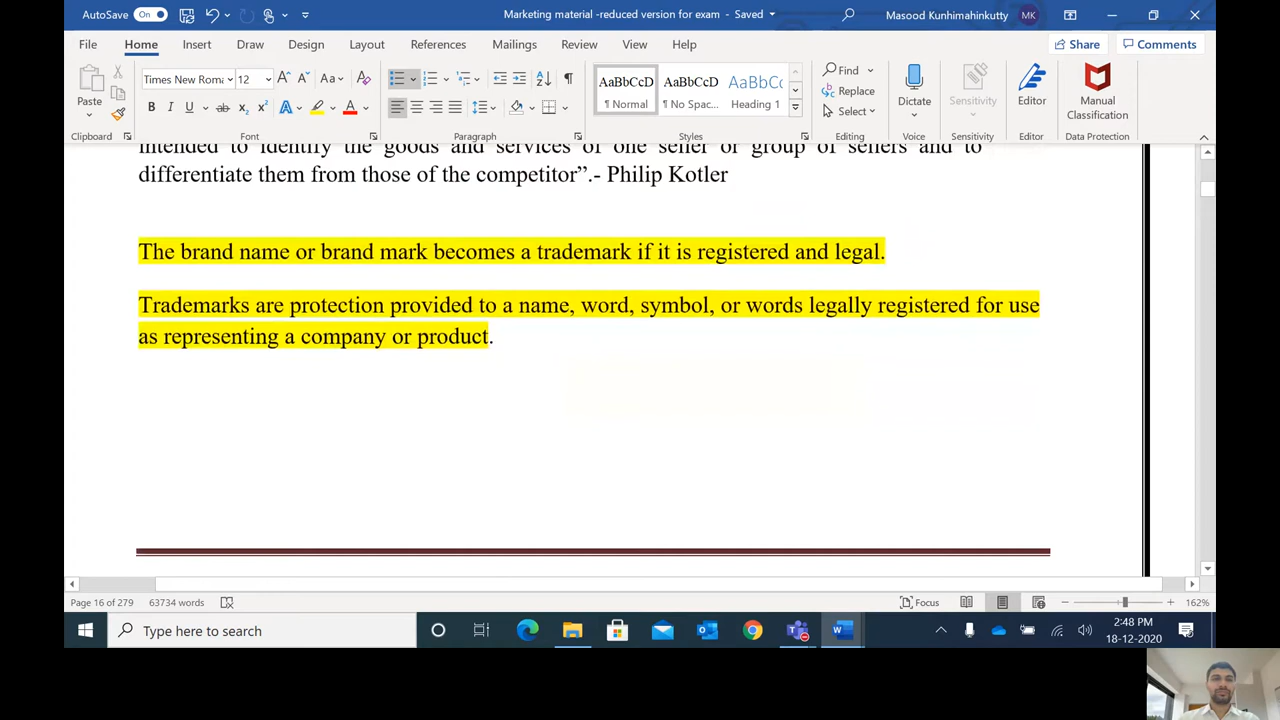 AutoSave On Marketing material -reduced version for exam - Saved Masood Kunhimahinkutty MK
File Home Insert Draw Design Layout References Mailings Review View Help Share Comments
Times New Roma 12 A A Aa A AaBbCcD AaBbCcD AaBbCc Find
Paste ¶ Normal ¶ No Spac... Heading 1 Replace Dictate Sensitivity Editor Manual Classification
B I U ab x₂ x² A A Select
Clipboard Font Paragraph Styles Editing Voice Sensitivity Editor Data Protection
intended to identify the goods and services of one seller or group of sellers and to
differentiate them from those of the competitor”.- Philip Kotler
The brand name or brand mark becomes a trademark if it is registered and legal.
Trademarks are protection provided to a name, word, symbol, or words legally registered for use
as representing a company or product.
Page 16 of 279 63734 words Focus 162%
Type here to search 2:48 PM
18-12-2020